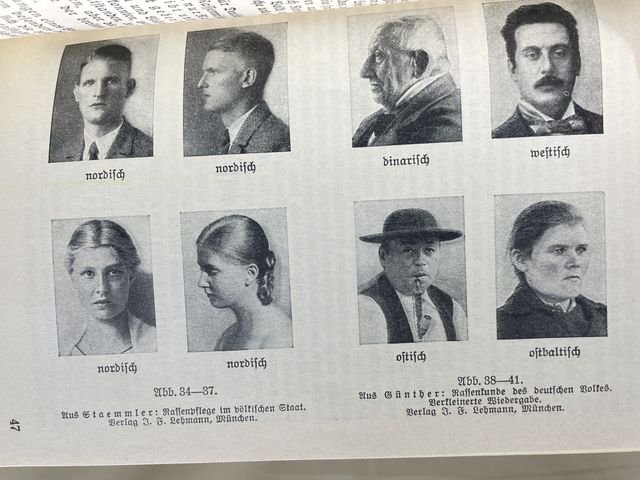 nordisch
nordisch
dinarisch
westisch
nordisch
nordisch
ostisch
ostbaltisch
Abb. 34—37.
Aus Staemmler: Rassenpflege im völkischen Staat.
Verlag J. F. Lehmann, München.
Abb. 38—41.
Aus Günther: Rassenkunde des deutschen Volkes.
Verkleinerte Wiedergabe.
Verlag J. F. Lehmann, München.
47